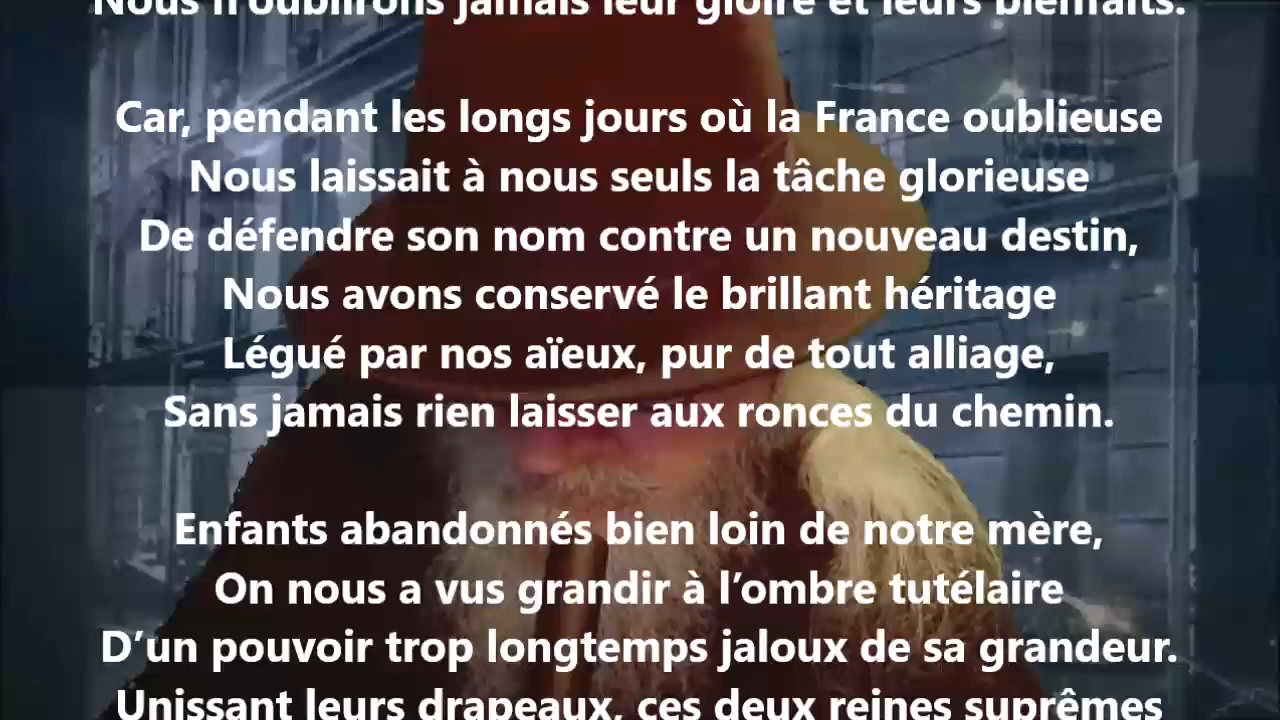 Nous n'oublirons jamais leur gloire et leurs bienfaits.
Car, pendant les longs jours où la France oublieuse
Nous laissait à nous seuls la tâche glorieuse
De défendre son nom contre un nouveau destin,
Nous avons conservé le brillant héritage
Légué par nos aïeux, pur de tout alliage,
Sans jamais rien laisser aux ronces du chemin.
Enfants abandonnés bien loin de notre mère,
On nous a vus grandir à l’ombre tutélaire
D’un pouvoir trop longtemps jaloux de sa grandeur.
Unissant leurs drapeaux, ces deux reines suprêmes